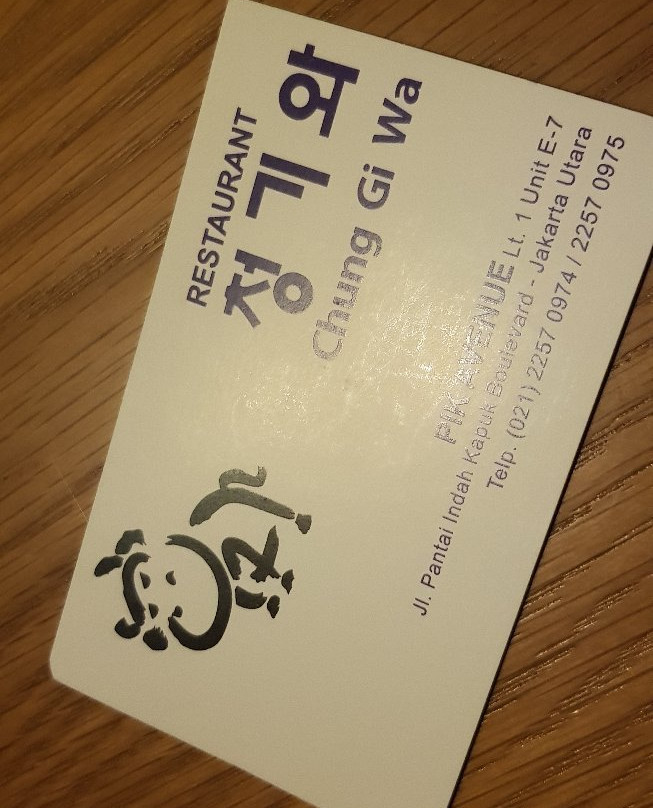 RESTAURANT
청기와
Chung Gi Wa
PIK AVENUE Lt. 1 Unit E-7
Jl. Pantai Indah Kapuk Boulevard - Jakarta Utara
Telp. (021) 2257 0974 / 2257 0975